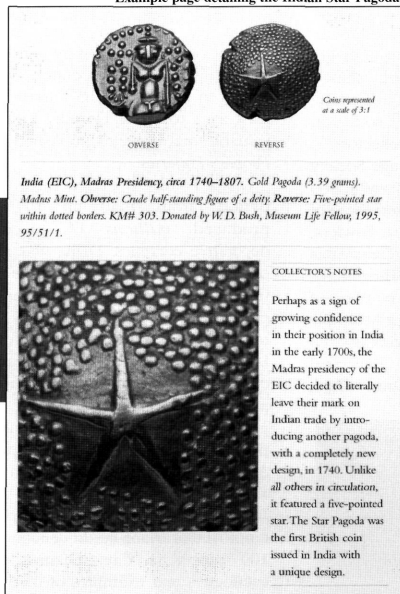 Example page detailing the Indian Star Pagoda
Coins represented
at a scale of 3:1
OBVERSE
REVERSE
India (EIC), Madras Presidency, circa 1740–1807. Gold Pagoda (3.39 grams).
Madras Mint. Obverse: Crude half-standing figure of a deity. Reverse: Five-pointed star
within dotted borders. KM# 303. Donated by W. D. Bush, Museum Life Fellow, 1995,
95/51/1.
COLLECTOR'S NOTES
Perhaps as a sign of
growing confidence
in their position in India
in the early 1700s, the
Madras presidency of the
EIC decided to literally
leave their mark on
Indian trade by intro-
ducing another pagoda,
with a completely new
design, in 1740. Unlike
all others in circulation,
it featured a five-pointed
star. The Star Pagoda was
the first British coin
issued in India with
a unique design.